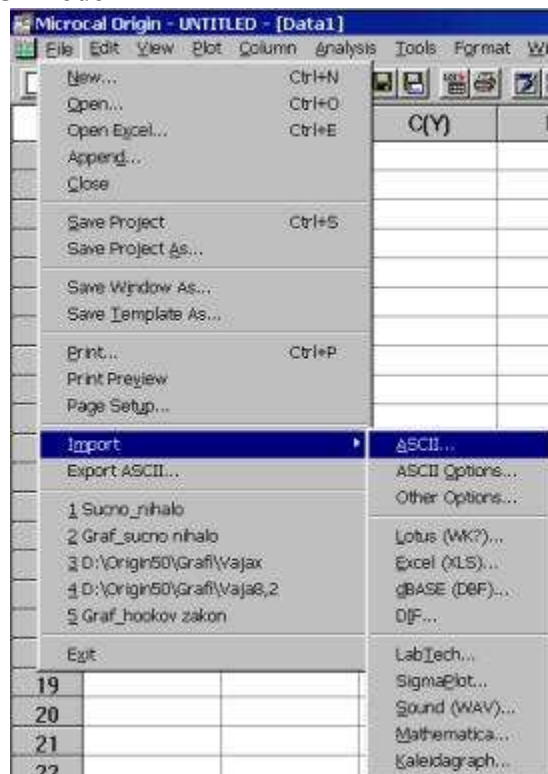 Microcal Origin - UNTITLED - [Data1]
File Edit View Plot Column Analysis Tools Format
New... Ctrl+N
Open... Ctrl+O
Open Excel... Ctrl+E
Append...
Close
Save Project Ctrl+S
Save Project As...
Save Window As...
Save Template As...
Print... Ctrl+P
Print Preview
Page Setup...
Import
Export ASCII...
1 Sucno_nihalo
2 Graf_sucno nihalo
3 D:\Origin50\Grafi\Vajax
4 D:\Origin50\Grafi\Vaja8,2
5 Graf_hookov zakon
Exit
C(Y)
ASCII...
ASCII Options...
Other Options...
Lotus (WK?)...
Excel (XLS)...
dBASE (DBF)...
DIF...
LabTech...
SigmaPlot...
Sound (WAV)...
Mathematica...
Kaleidagraph...
19
20
21
22